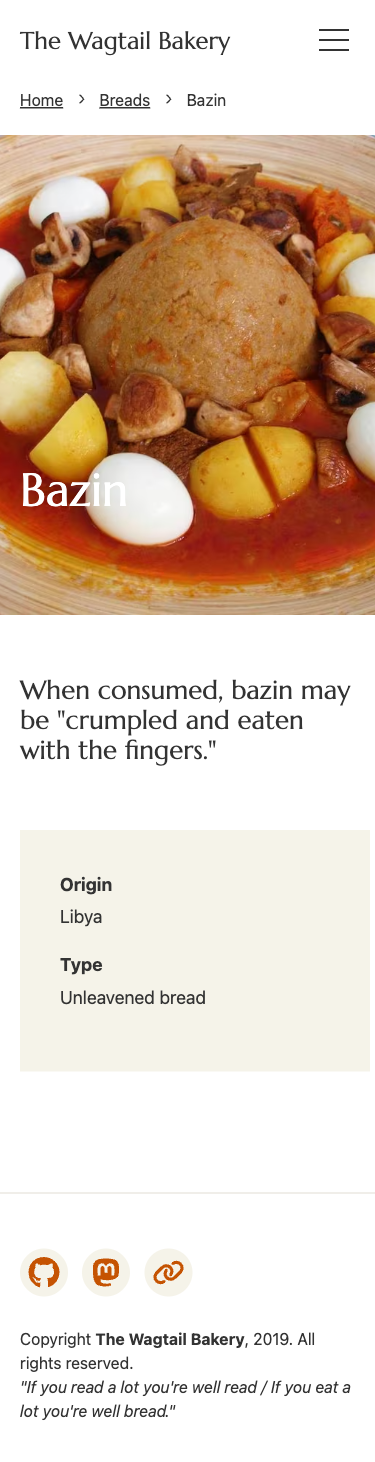 The Wagtail Bakery
Home > Breads > Bazin
Bazin
When consumed, bazin may
be "crumpled and eaten
with the fingers."
Origin
Libya
Type
Unleavened bread
Copyright The Wagtail Bakery, 2019. All
rights reserved.
"If you read a lot you're well read / If you eat a
lot you're well bread."